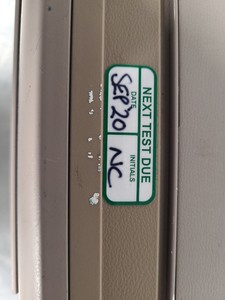 NEXT TEST DUE
DATE INITIALS
SEP20 NC